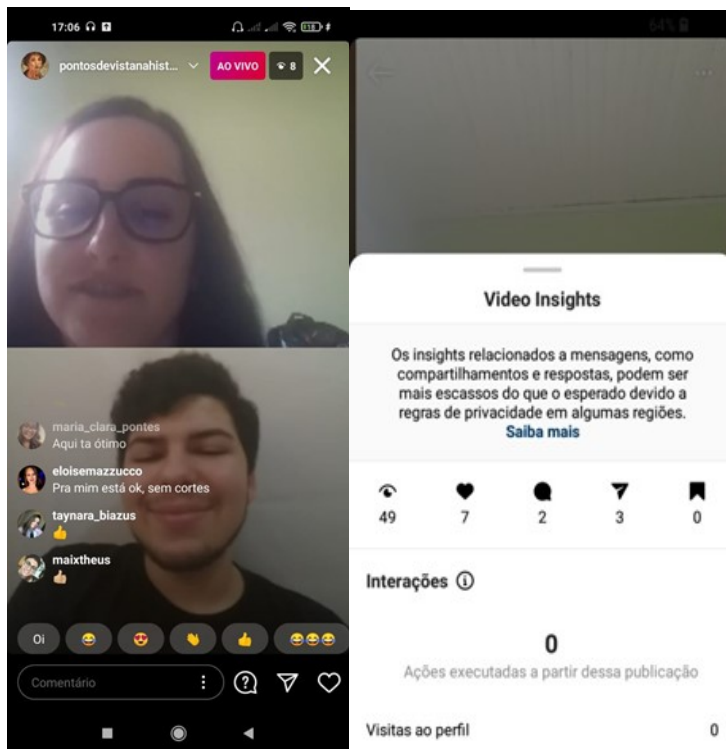 17:06
pontosdevistanahist...
AO VIVO
8
maria_clara_pontes
Aqui ta ótimo
eloisemazzucco
Pra mim está ok, sem cortes
taynara_biazus
maixtheus
Oi
Comentário
64%
Video Insights
Os insights relacionados a mensagens, como
compartilhamentos e respostas, podem ser
mais escassos do que o esperado devido a
regras de privacidade em algumas regiões.
Saiba mais
49 7 2 3 0
Interações
0
Ações executadas a partir dessa publicação
Visitas ao perfil 0